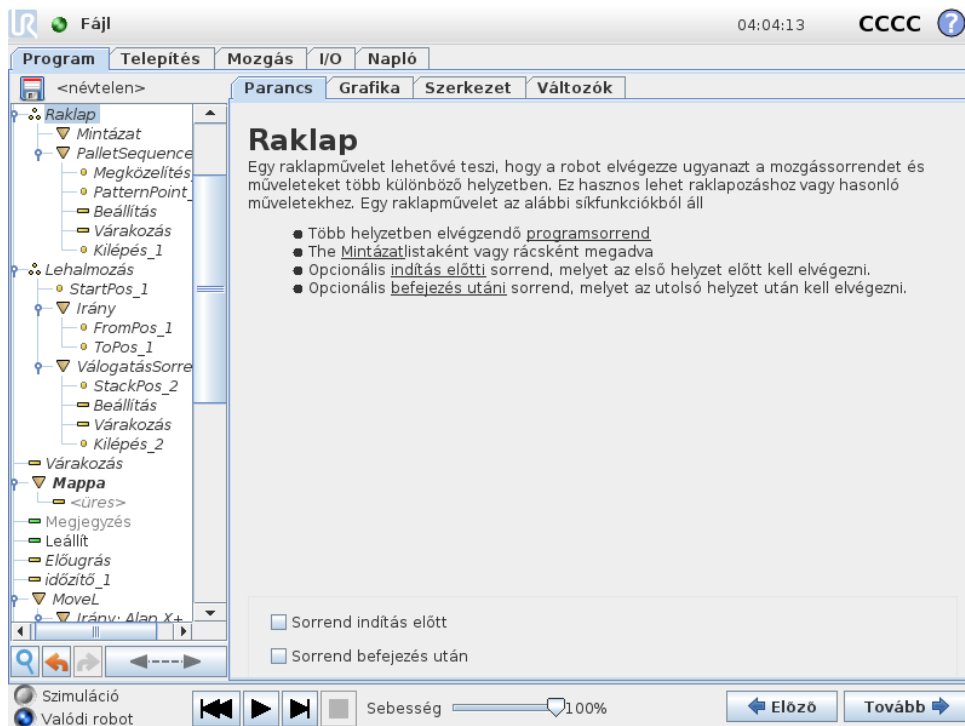 UR Fájl 04:04:13 CCCC ?
Program Telepítés Mozgás I/O Napló
<névtelen>
Parancs Grafika Szerkezet Változók
Raklap
Mintázat
PalletSequence
Megközelítés_
PatternPoint_
Beállítás
Várakozás
Kilépés_1
Lehalmozás
StartPos_1
Irány
FromPos_1
ToPos_1
VálogatásSorre
StackPos_2
Beállítás
Várakozás
Kilépés_2
Várakozás
Mappa
<üres>
Megjegyzés
Leállít
Előugrás
időzítő_1
MoveL
Irány: Alap X+
Raklap
Egy raklapművelet lehetővé teszi, hogy a robot elvégezze ugyanazt a mozgássorrendet és
műveleteket több különböző helyzetben. Ez hasznos lehet raklapozáshoz vagy hasonló
műveletekhez. Egy raklapművelet az alábbi síkfunkciókból áll
● Több helyzetben elvégzendő programsorrend
● The Mintázatlistaként vagy rácsként megadva
● Opcionális indítás előtti sorrend, melyet az első helyzet előtt kell elvégezni.
● Opcionális befejezés utáni sorrend, melyet az utolsó helyzet után kell elvégezni.
Sorrend indítás előtt
Sorrend befejezés után
Szimuláció
Valódi robot
Sebesség 100%
Előző Tovább